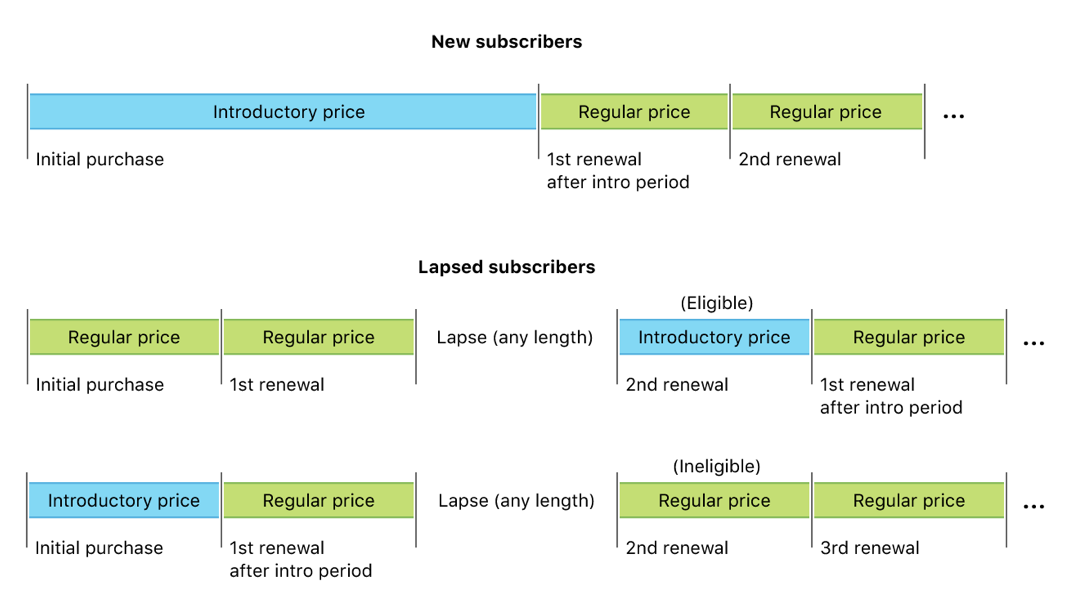 New subscribers
Introductory price
Regular price
Regular price
...
Initial purchase
1st renewal
after intro period
2nd renewal
Lapsed subscribers
(Eligible)
Regular price
Regular price
Lapse (any length)
Introductory price
Regular price
...
Initial purchase
1st renewal
2nd renewal
1st renewal
after intro period
(Ineligible)
Introductory price
Regular price
Lapse (any length)
Regular price
Regular price
...
Initial purchase
1st renewal
after intro period
2nd renewal
3rd renewal